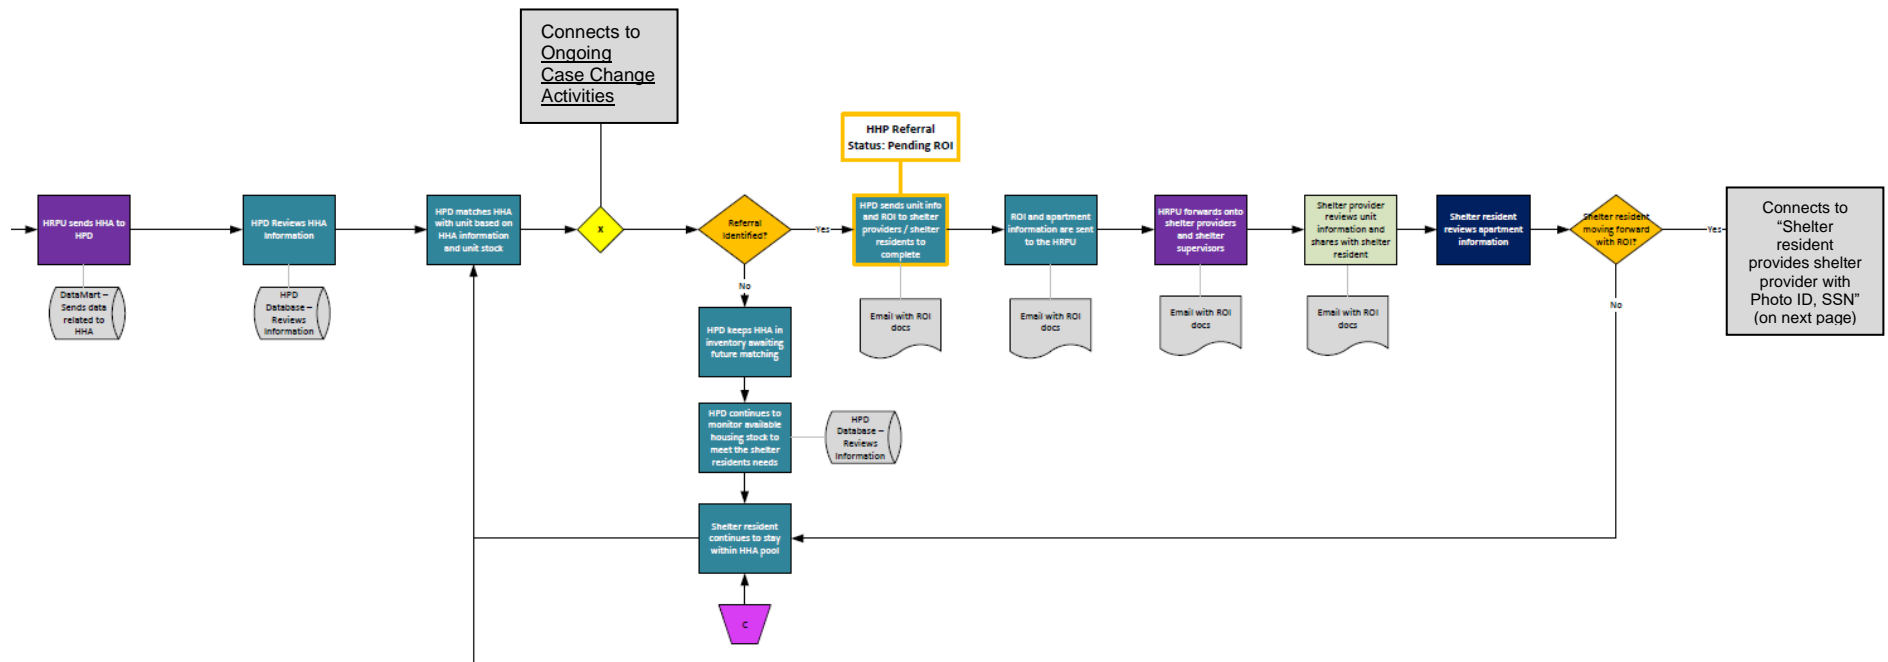 Connects to
Ongoing
Case Change
Activities
HHP Referral
Status: Pending ROI
HRPU sends HHA to
HPD
HPD Reviews HHA
Information
HPD matches HHA
with unit based on
HHA information
and unit stock
X
Referral
Identified?
Yes
HPD sends unit info
and ROI to shelter
providers / shelter
residents to
complete
ROI and apartment
information are sent
to the HRPU
HRPU forwards onto
shelter providers
and shelter
supervisors
Shelter provider
reviews unit
information and
shares with shelter
resident
Shelter resident
reviews apartment
information
Shelter resident
moving forward
with ROI?
Yes
Connects to
“Shelter
resident
provides shelter
provider with
Photo ID, SSN”
(on next page)
DataMart –
Sends data
related to
HHA
HPD
Database –
Reviews
Information
No
Email with ROI
docs
Email with ROI
docs
Email with ROI
docs
Email with ROI
docs
No
HPD keeps HHA in
inventory awaiting
future matching
HPD continues to
monitor available
housing stock to
meet the shelter
residents needs
HPD
Database –
Reviews
Information
Shelter resident
continues to stay
within HHA pool
C